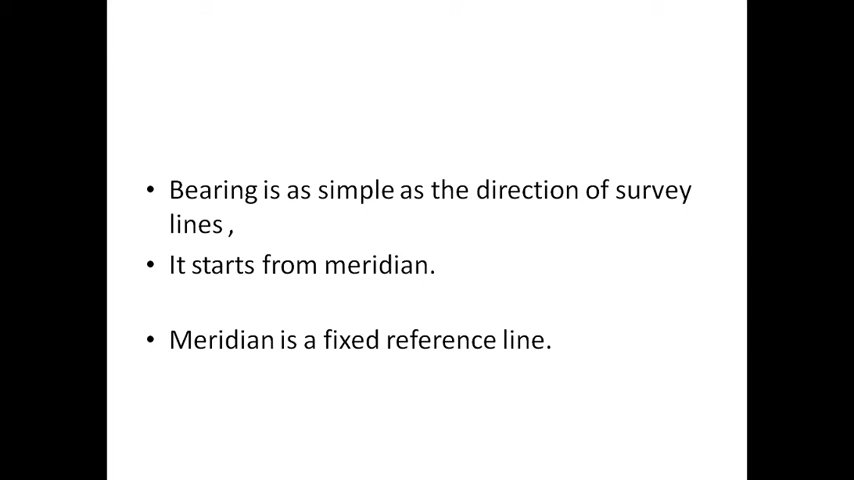 • Bearing is as simple as the direction of survey
lines ,
• It starts from meridian.
• Meridian is a fixed reference line.